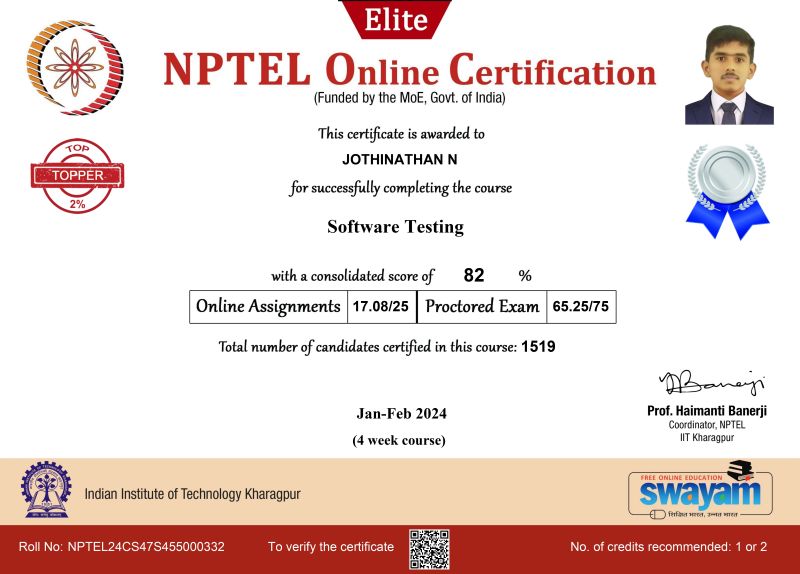 Elite
NPTEL Online Certification
(Funded by the MoE, Govt. of India)
This certificate is awarded to
JOTHINATHAN N
for successfully completing the course
Software Testing
with a consolidated score of 82 %
Online Assignments 17.08/25 Proctored Exam 65.25/75
Total number of candidates certified in this course: 1519
TOP
TOPPER
2%
Jan-Feb 2024
(4 week course)
Prof. Haimanti Banerji
Coordinator, NPTEL
IIT Kharagpur
Indian Institute of Technology Kharagpur
FREE ONLINE EDUCATION
swayam
शिक्षित भारत, उन्नत भारत
Roll No: NPTEL24CS47S455000332 To verify the certificate No. of credits recommended: 1 or 2